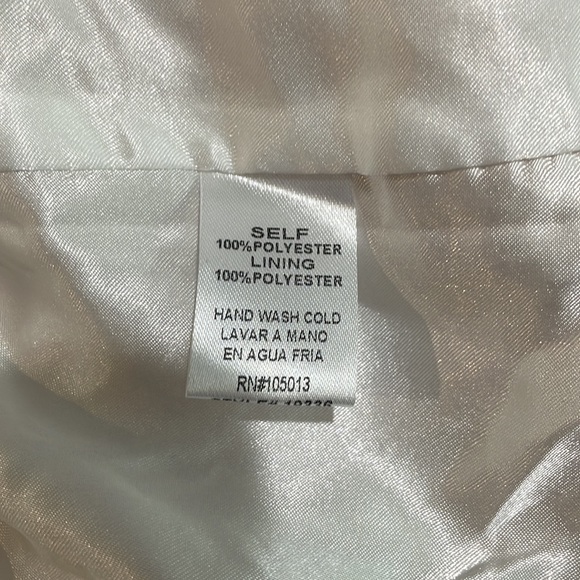 SELF
100%POLYESTER
LINING
100%POLYESTER
HAND WASH COLD
LAVAR A MANO
EN AGUA FRIA
RN#105013